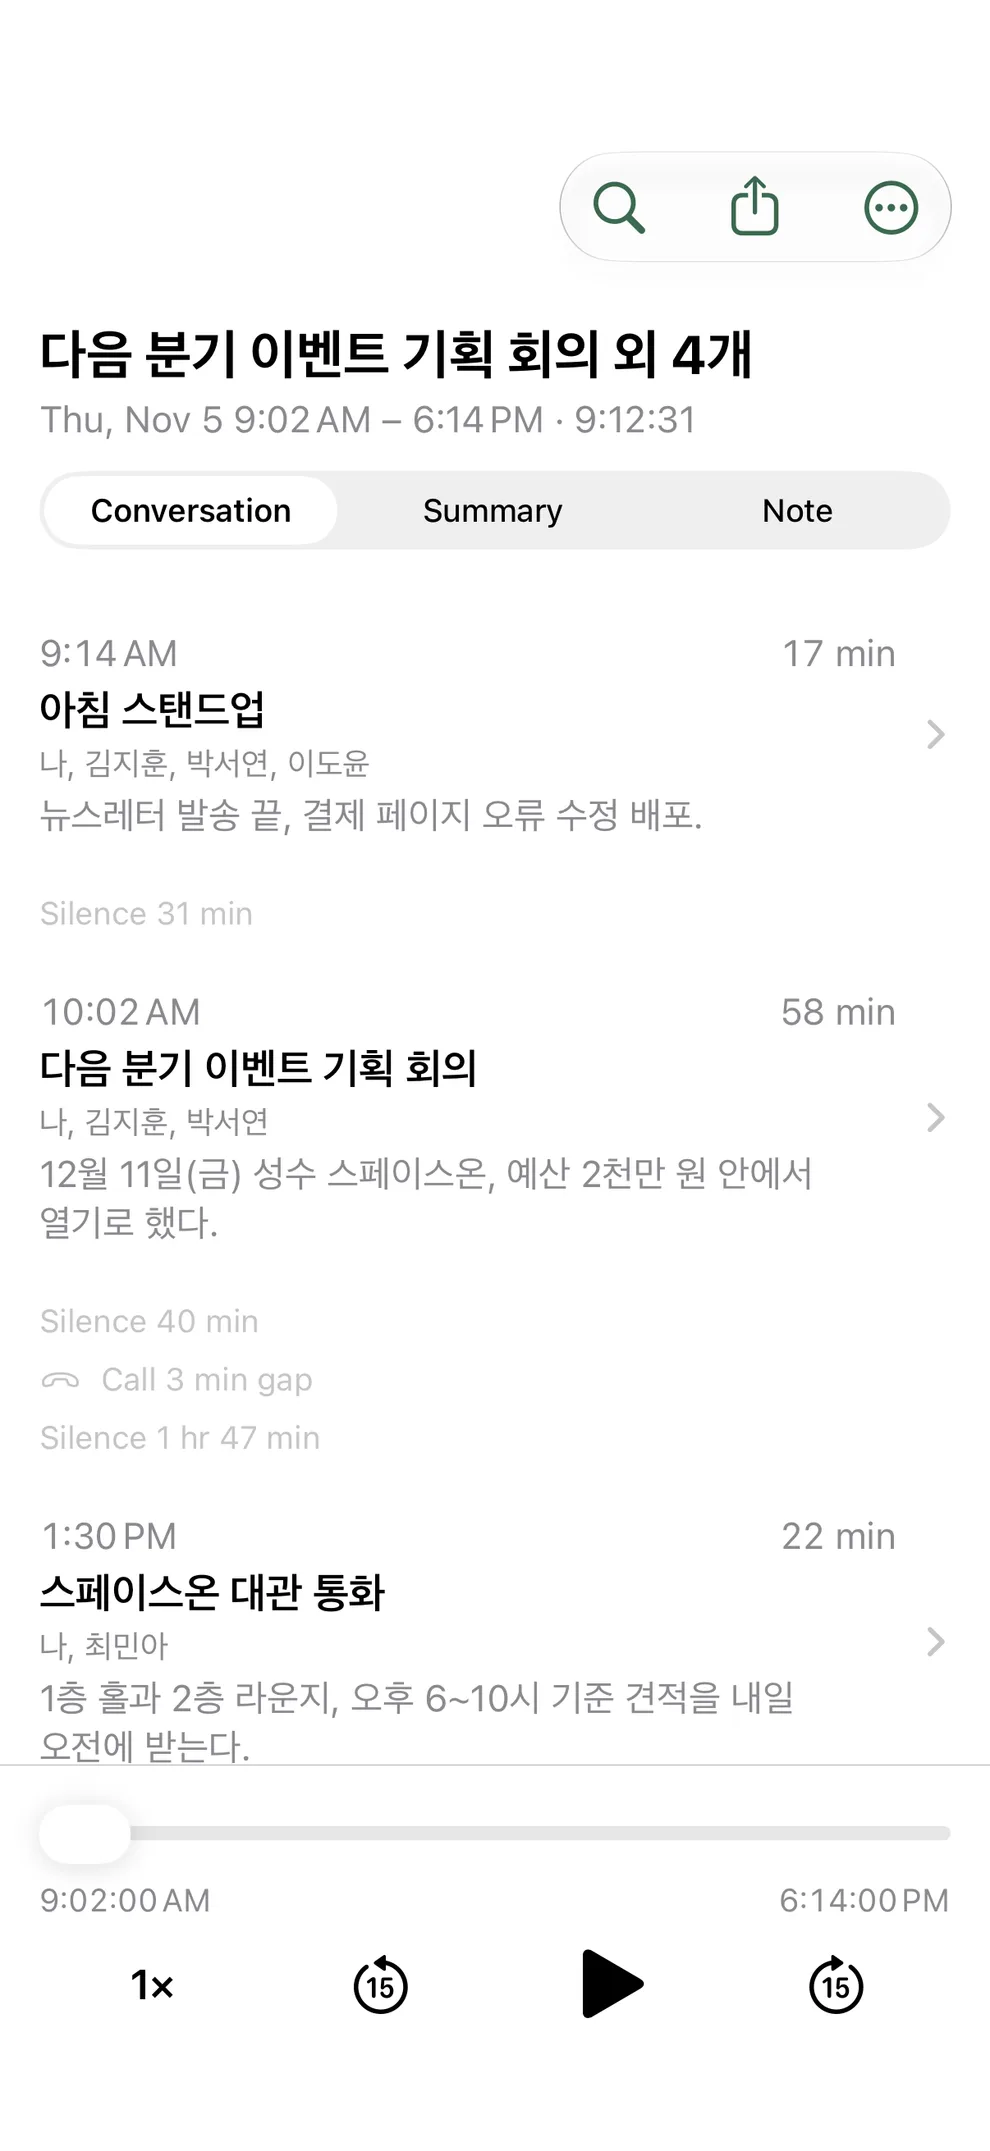 다음 분기 이벤트 기획 회의 외 4개
Thu, Nov 5 9:02 AM – 6:14 PM · 9:12:31
Conversation Summary Note
9:14 AM 17 min
아침 스탠드업
나, 김지훈, 박서연, 이도윤
뉴스레터 발송 끝, 결제 페이지 오류 수정 배포.
Silence 31 min
10:02 AM 58 min
다음 분기 이벤트 기획 회의
나, 김지훈, 박서연
12월 11일(금) 성수 스페이스온, 예산 2천만 원 안에서
열기로 했다.
Silence 40 min
Call 3 min gap
Silence 1 hr 47 min
1:30 PM 22 min
스페이스온 대관 통화
나, 최민아
1층 홀과 2층 라운지, 오후 6~10시 기준 견적을 내일
오전에 받는다.
9:02:00 AM 6:14:00 PM
1× 15 15